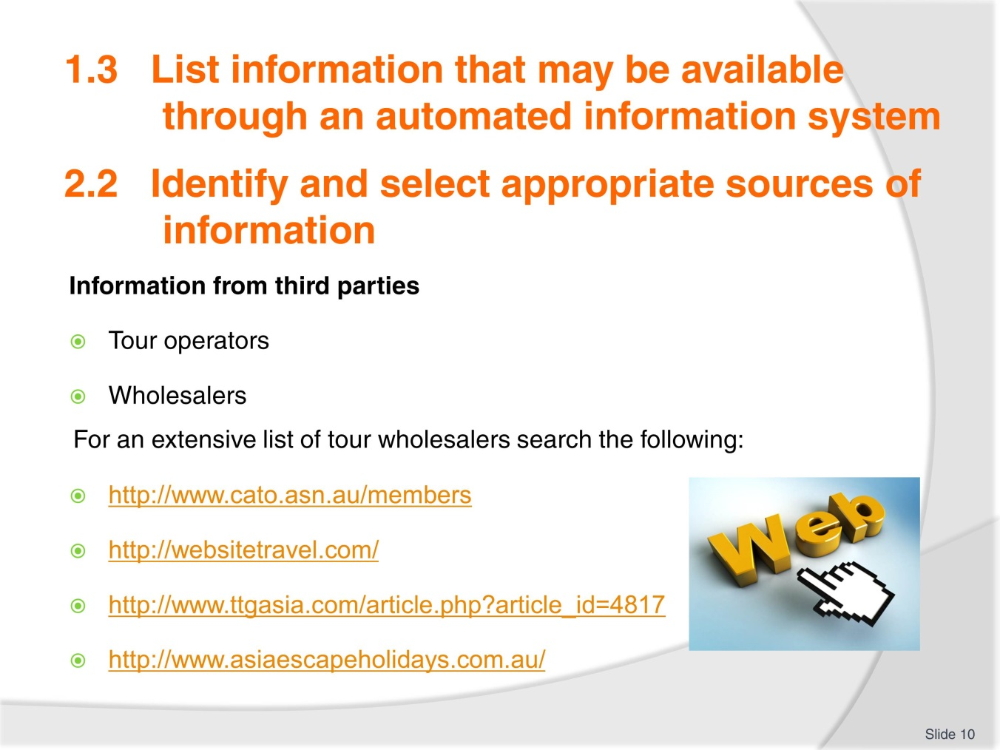 1.3 List information that may be available
through an automated information system
2.2 Identify and select appropriate sources of
information
Information from third parties
Tour operators
Wholesalers
For an extensive list of tour wholesalers search the following:
http://www.cato.asn.au/members
http://websitetravel.com/
http://www.ttgasia.com/article.php?article_id=4817
http://www.asiaescapeholidays.com.au/
Web
Slide 10